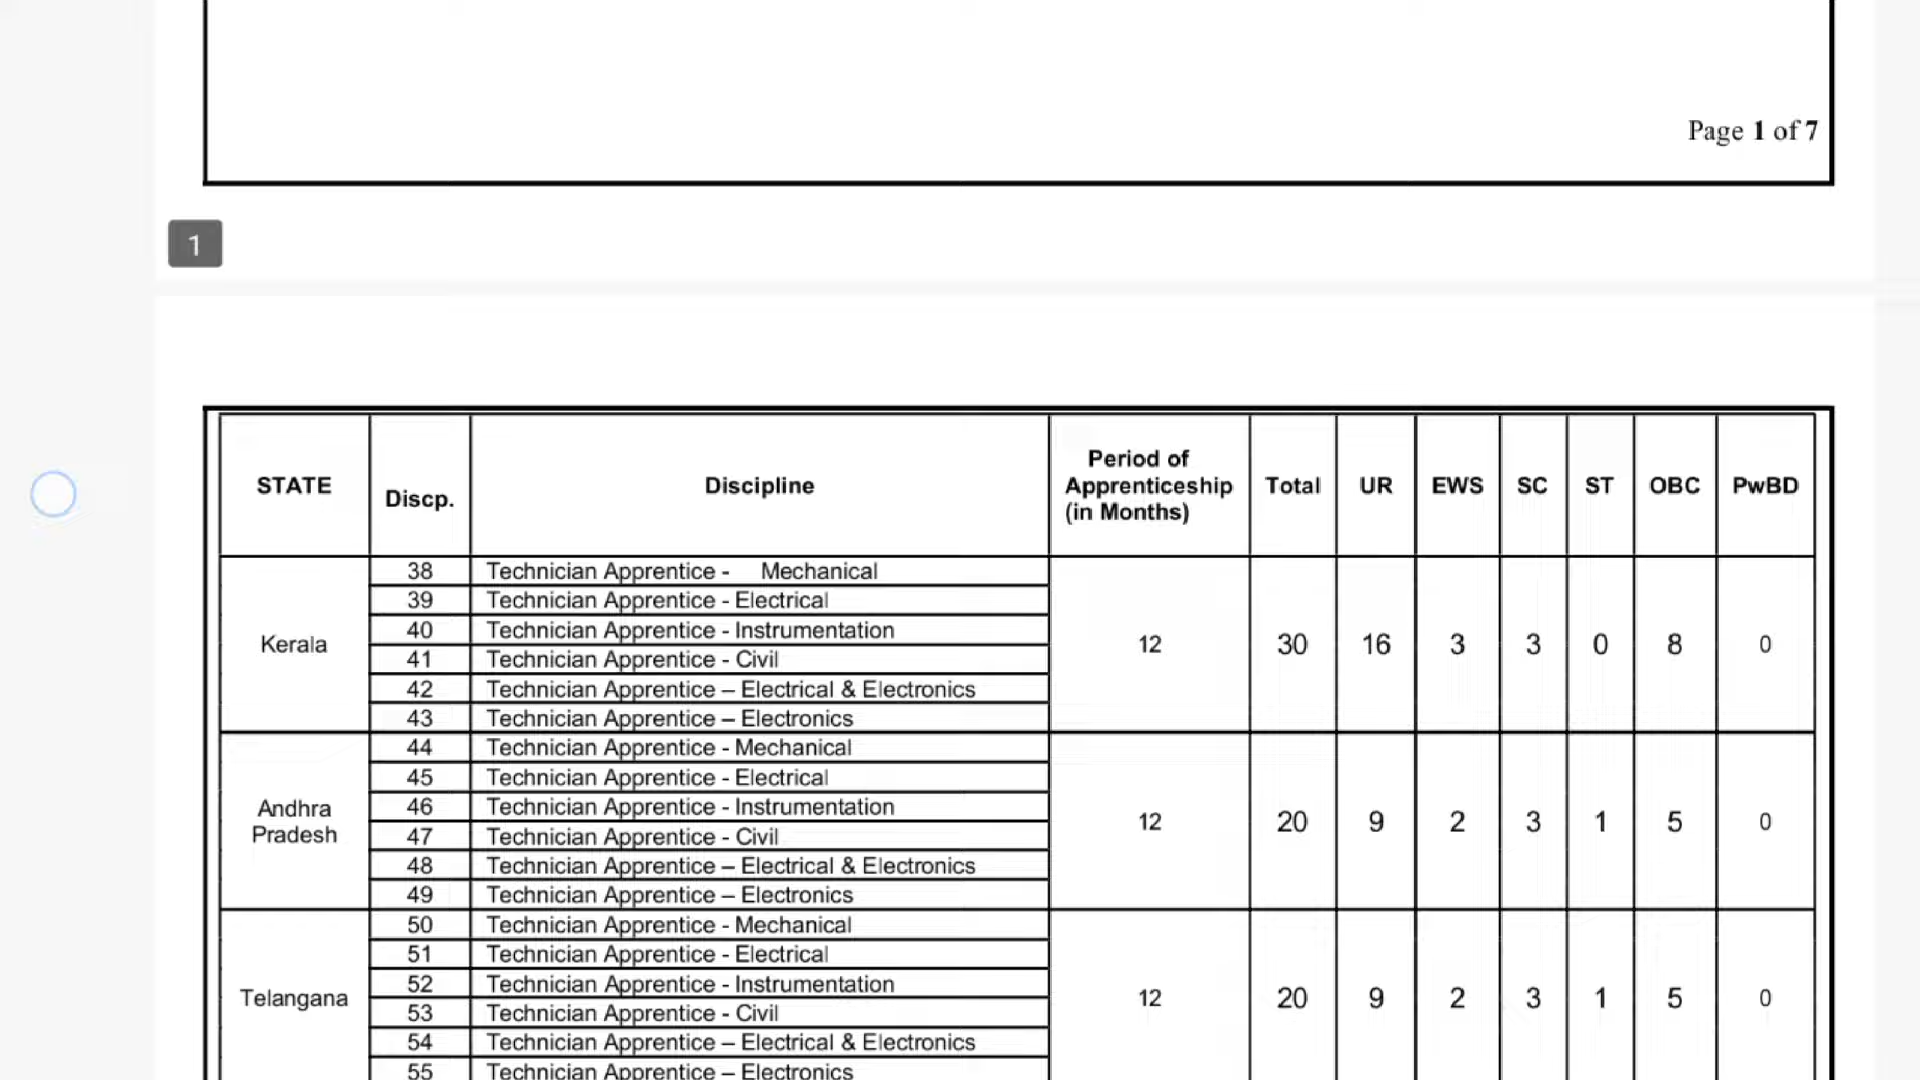 Page 1 of 7
1
STATE Discp. Discipline Period of Apprenticeship (in Months) Total UR EWS SC ST OBC PwBD
Kerala 12 30 16 3 3 0 8 0
38 Technician Apprentice - Mechanical
39 Technician Apprentice - Electrical
40 Technician Apprentice - Instrumentation
41 Technician Apprentice - Civil
42 Technician Apprentice – Electrical & Electronics
43 Technician Apprentice – Electronics
Andhra Pradesh 12 20 9 2 3 1 5 0
44 Technician Apprentice - Mechanical
45 Technician Apprentice - Electrical
46 Technician Apprentice - Instrumentation
47 Technician Apprentice - Civil
48 Technician Apprentice – Electrical & Electronics
49 Technician Apprentice – Electronics
Telangana 12 20 9 2 3 1 5 0
50 Technician Apprentice - Mechanical
51 Technician Apprentice - Electrical
52 Technician Apprentice - Instrumentation
53 Technician Apprentice - Civil
54 Technician Apprentice – Electrical & Electronics
55 Technician Apprentice – Electronics